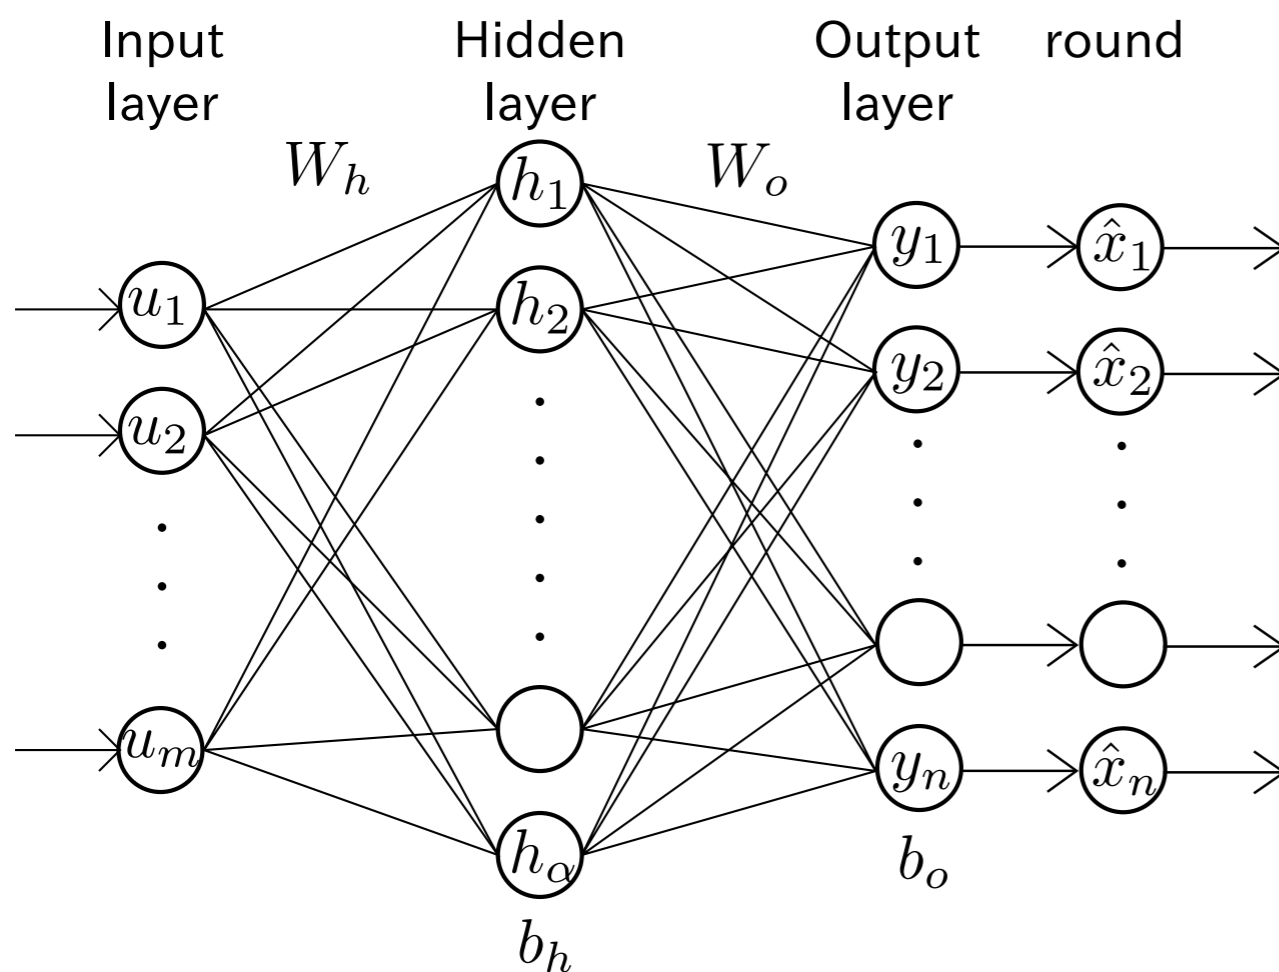 Input layer
Hidden layer
Output layer
round
W_h
W_o
u_1
u_2
u_m
h_1
h_2
h_α
b_h
y_1
y_2
y_n
b_o
x̂_1
x̂_2
x̂_n